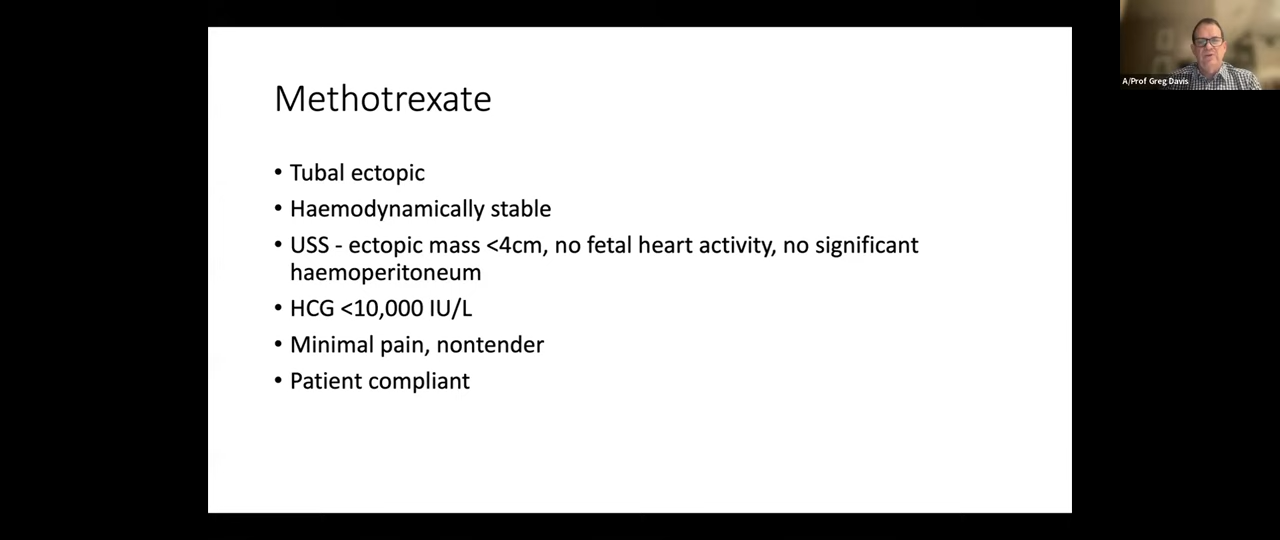 Methotrexate
• Tubal ectopic
• Haemodynamically stable
• USS - ectopic mass <4cm, no fetal heart activity, no significant
haemoperitoneum
• HCG <10,000 IU/L
• Minimal pain, nontender
• Patient compliant
A/Prof Greg Davis